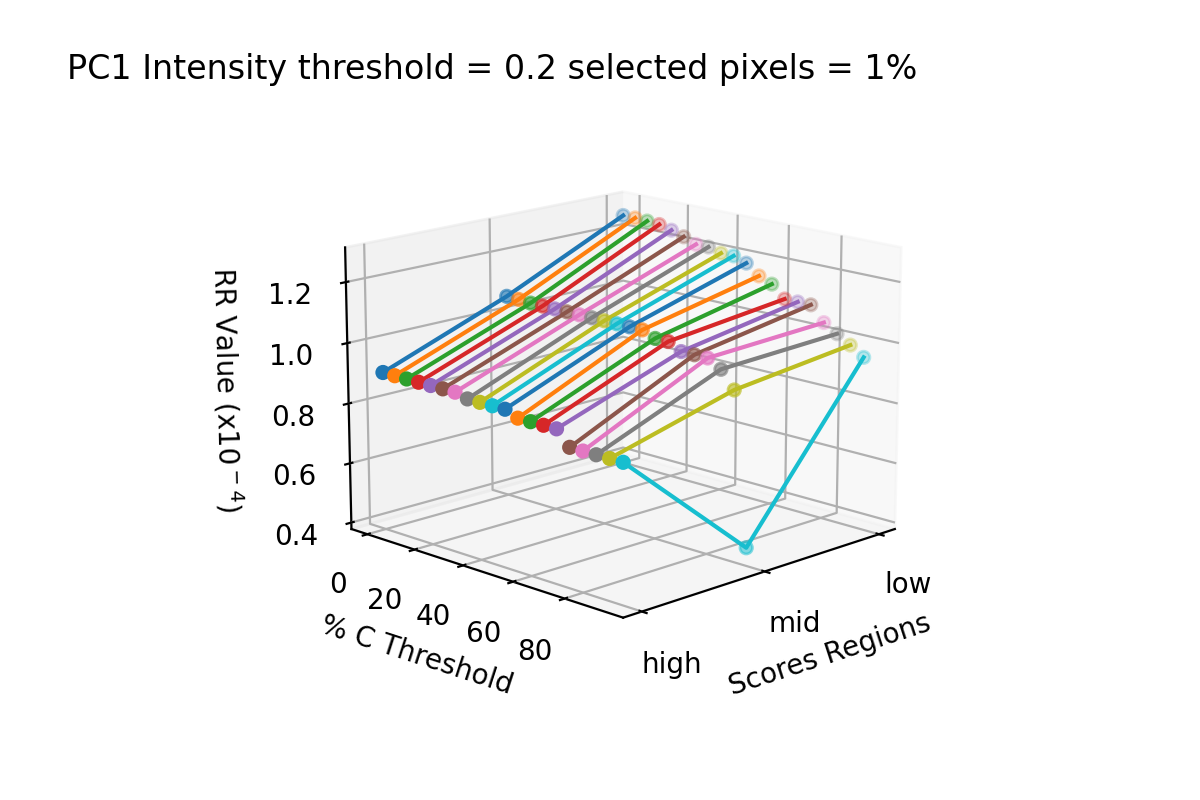 PC1 Intensity threshold = 0.2 selected pixels = 1%
RR Value (x10⁻⁴)
1.2
1.0
0.8
0.6
0.4
0
20
40
60
80
% C Threshold
high
mid
low
Scores Regions